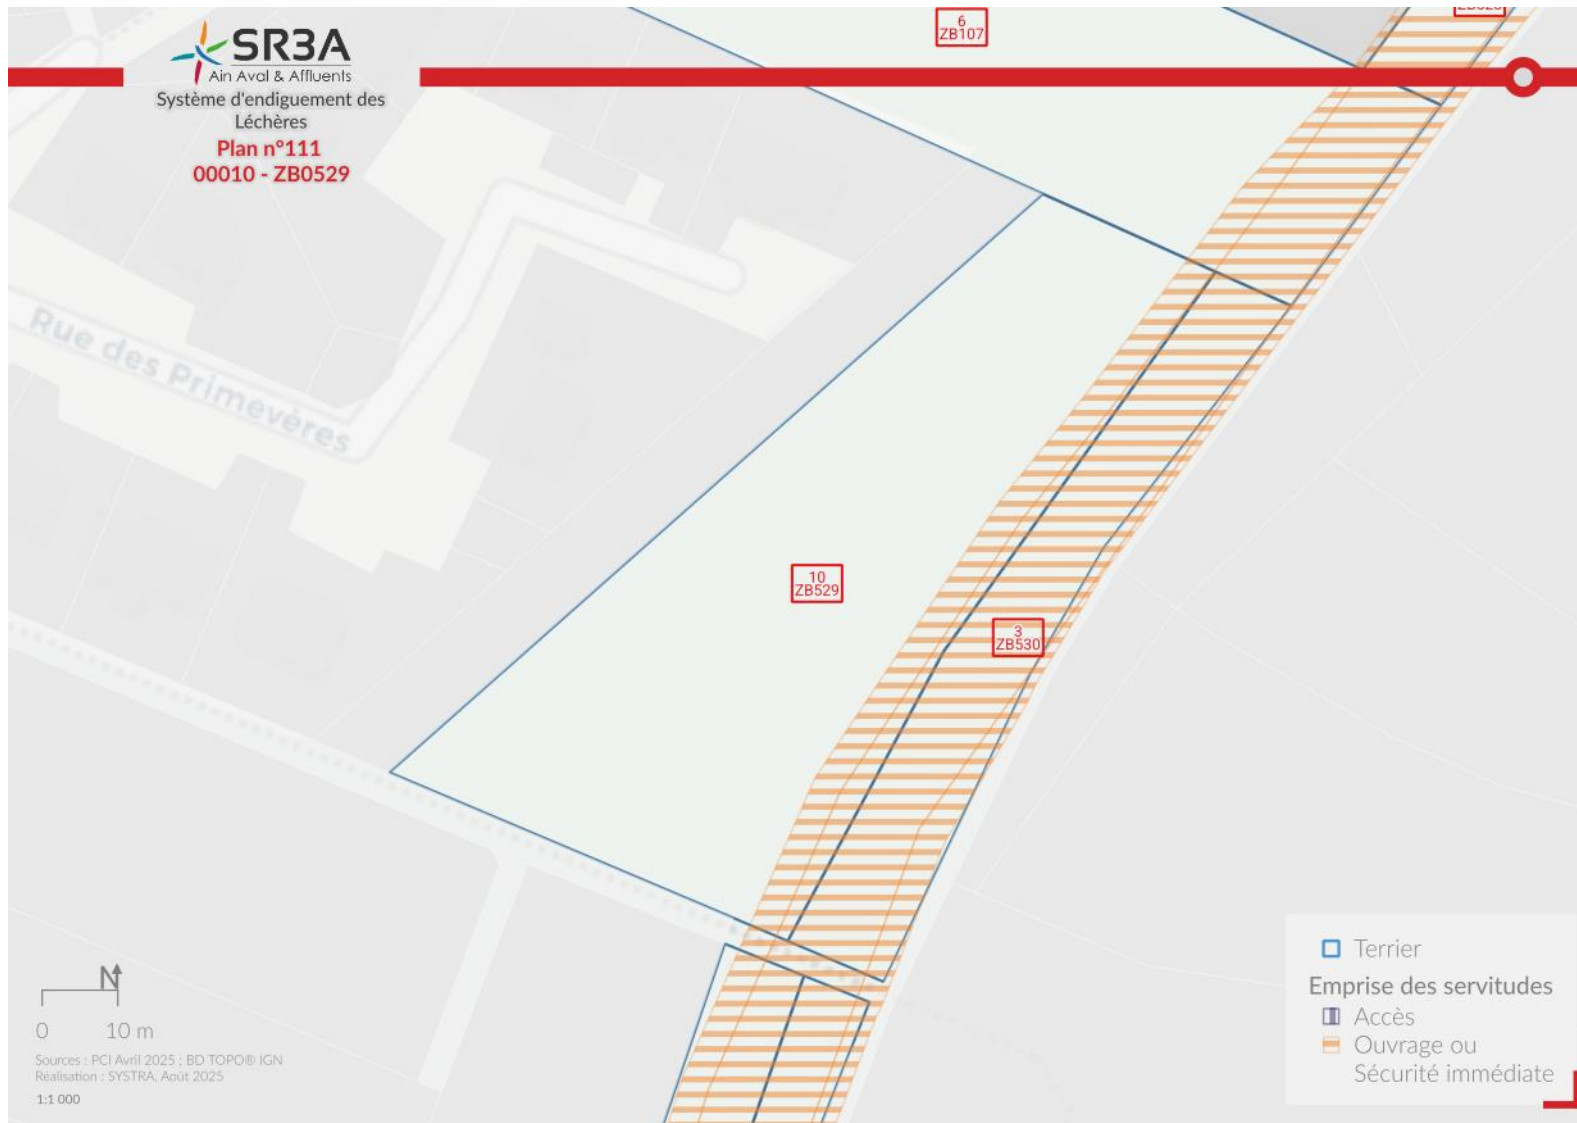 SR3A
Ain Aval & Affluents
Système d'endiguement des
Léchères
Plan n°111
00010 - ZB0529
6
ZB107
Rue des Primevères
10
ZB529
3
ZB530
N
0 10 m
Sources : PCI Avril 2025 ; BD TOPO® IGN
Réalisation : SYSTRA, Août 2025
1:1 000
Terrier
Emprise des servitudes
Accès
Ouvrage ou
Sécurité immédiate